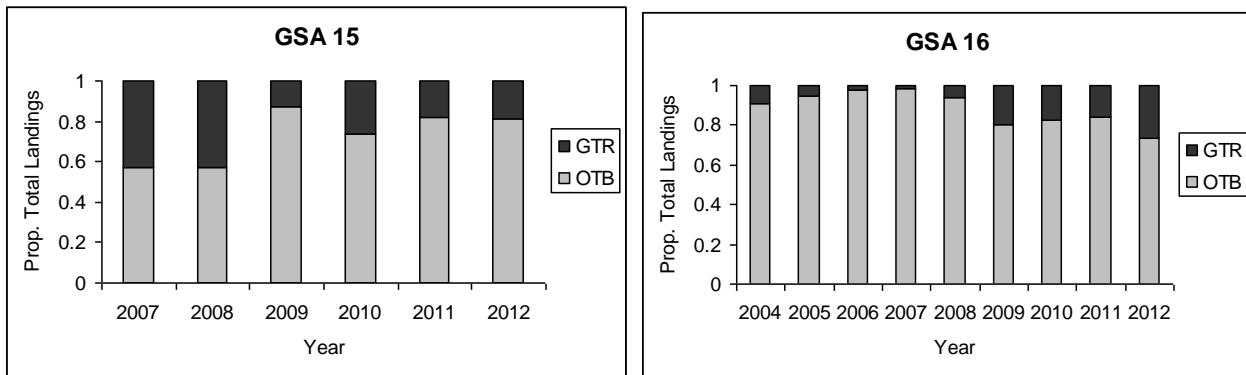 GSA 15
Prop. Total Landings
1
0.8
0.6
0.4
0.2
0
2007 2008 2009 2010 2011 2012
Year
GTR
OTB
GSA 16
Prop. Total Landings
1
0.8
0.6
0.4
0.2
0
2004 2005 2006 2007 2008 2009 2010 2011 2012
Year
GTR
OTB